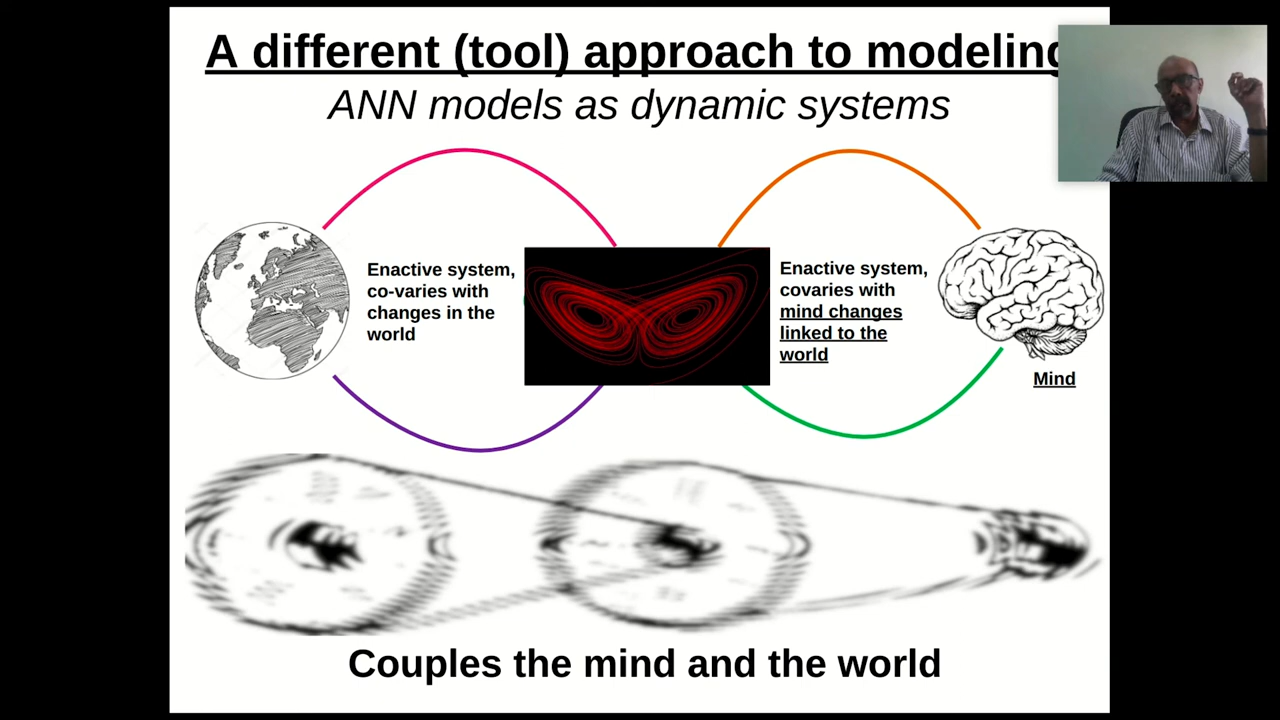 A different (tool) approach to modeling
ANN models as dynamic systems
Enactive system,
co-varies with
changes in the
world
Enactive system,
covaries with
mind changes
linked to the
world
Mind
Couples the mind and the world